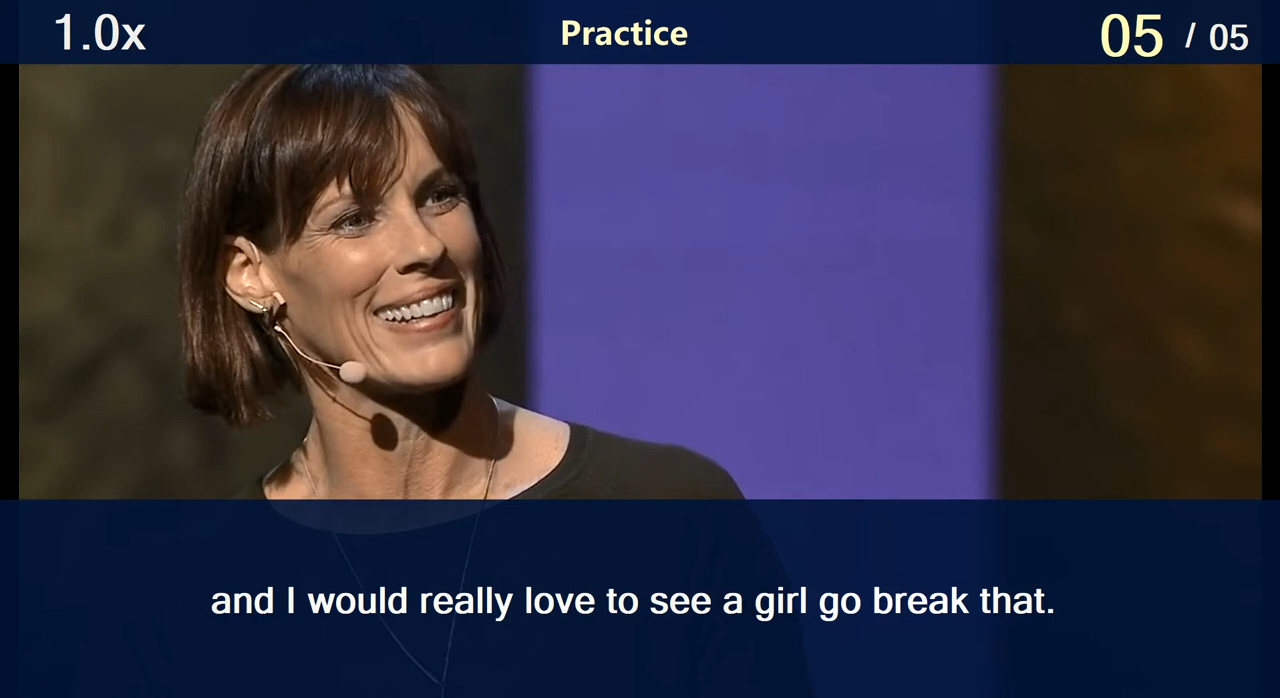 1.0x
Practice
05 / 05
and I would really love to see a girl go break that.